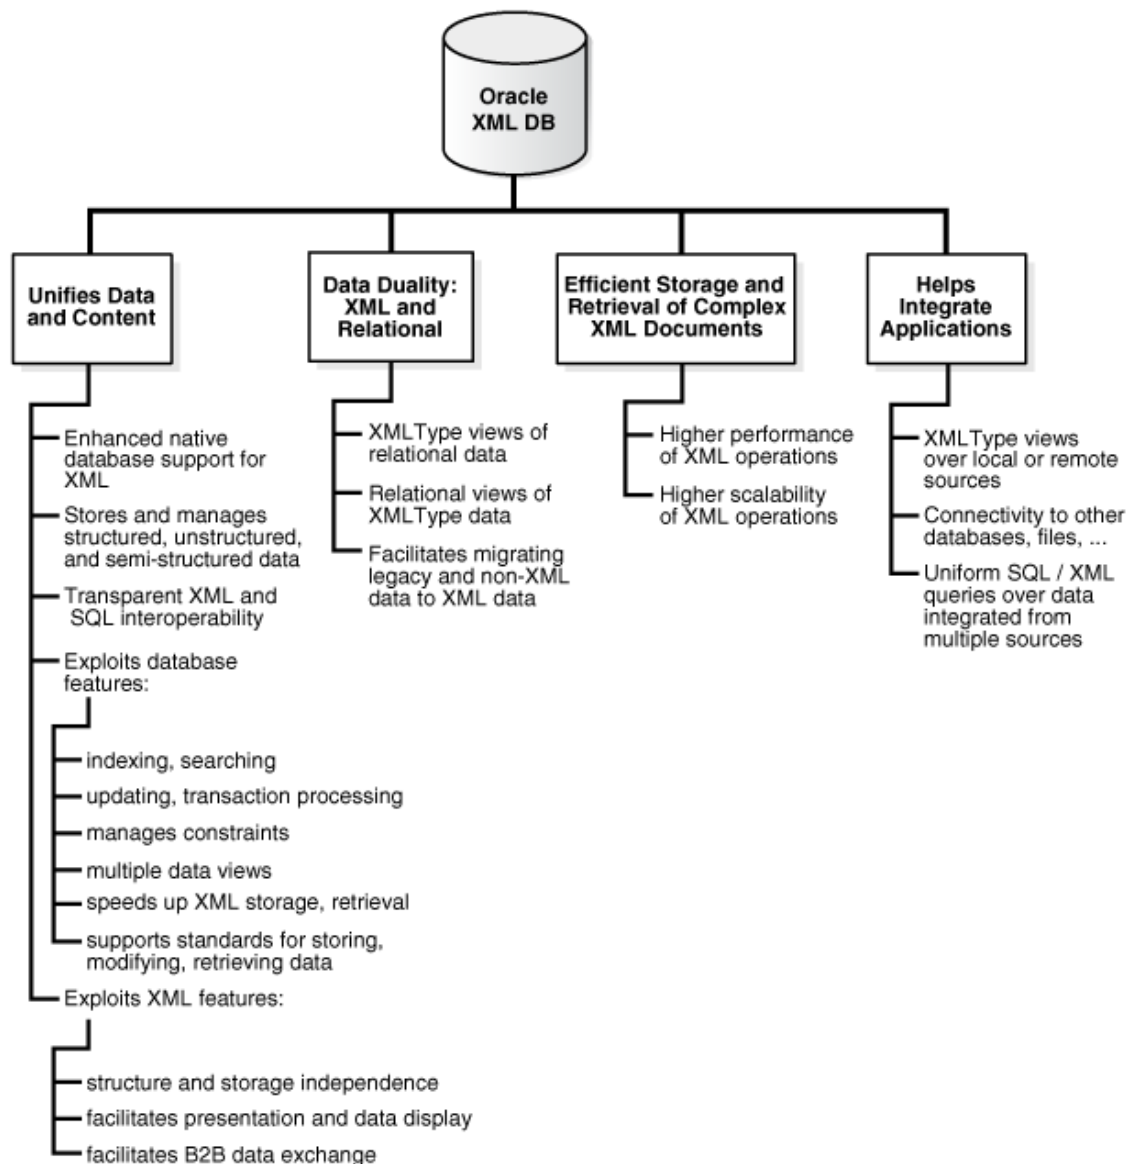 Oracle
XML DB
Unifies Data
and Content
Data Duality:
XML and
Relational
Efficient Storage and
Retrieval of Complex
XML Documents
Helps
Integrate
Applications
Enhanced native
database support for
XML
Stores and manages
structured, unstructured,
and semi-structured data
Transparent XML and
SQL interoperability
Exploits database
features:
indexing, searching
updating, transaction processing
manages constraints
multiple data views
speeds up XML storage, retrieval
supports standards for storing,
modifying, retrieving data
Exploits XML features:
structure and storage independence
facilitates presentation and data display
facilitates B2B data exchange
XMLType views of
relational data
Relational views of
XMLType data
Facilitates migrating
legacy and non-XML
data to XML data
Higher performance
of XML operations
Higher scalability
of XML operations
XMLType views
over local or remote
sources
Connectivity to other
databases, files, ...
Uniform SQL / XML
queries over data
integrated from
multiple sources